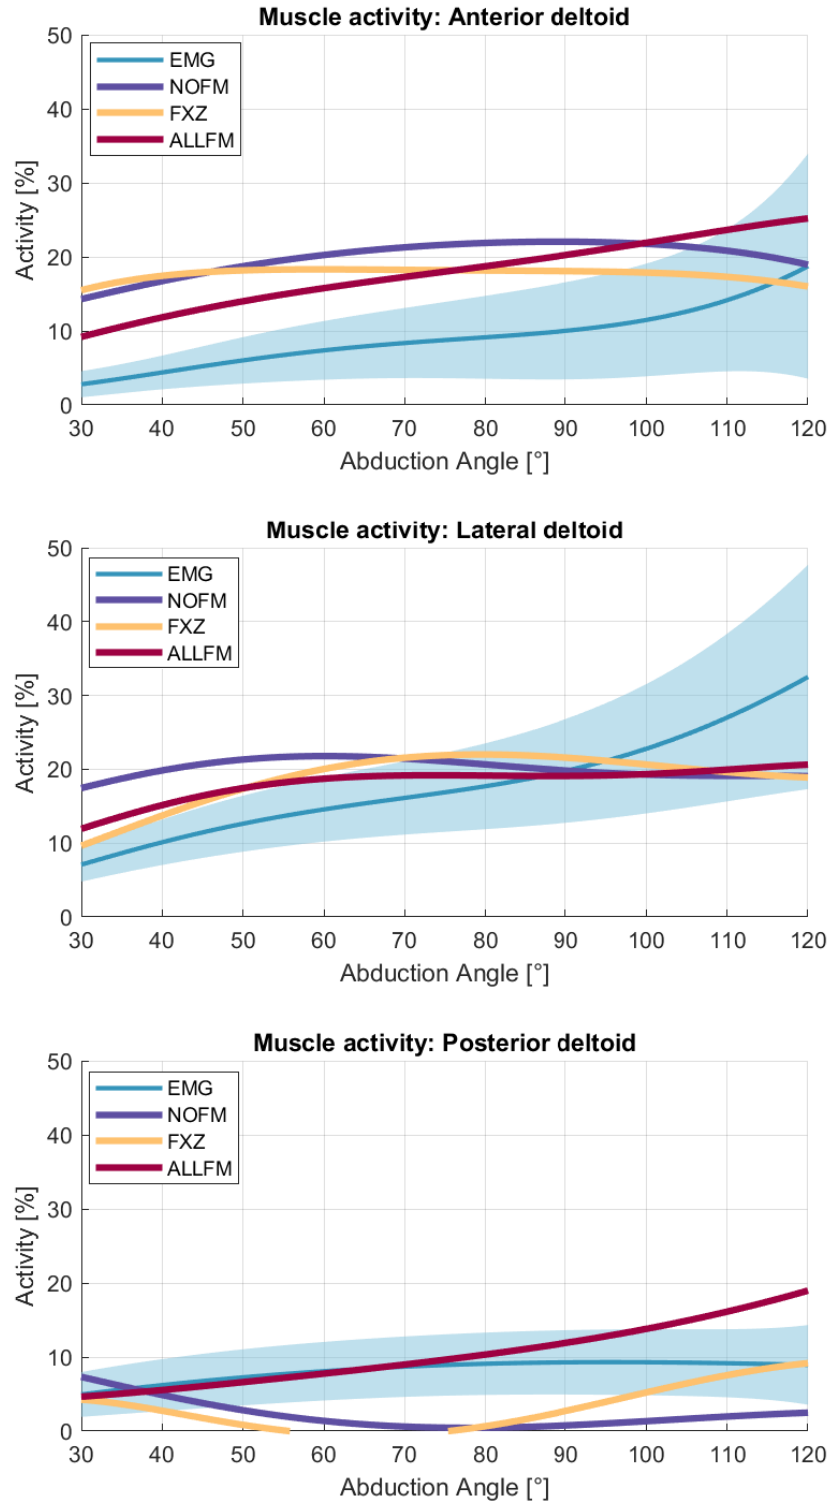 Muscle activity: Anterior deltoid
50
40
30
20
10
0
Activity [%]
EMG
NOFM
FXZ
ALLFM
30 40 50 60 70 80 90 100 110 120
Abduction Angle [°]
Muscle activity: Lateral deltoid
50
40
30
20
10
0
Activity [%]
EMG
NOFM
FXZ
ALLFM
30 40 50 60 70 80 90 100 110 120
Abduction Angle [°]
Muscle activity: Posterior deltoid
50
40
30
20
10
0
Activity [%]
EMG
NOFM
FXZ
ALLFM
30 40 50 60 70 80 90 100 110 120
Abduction Angle [°]